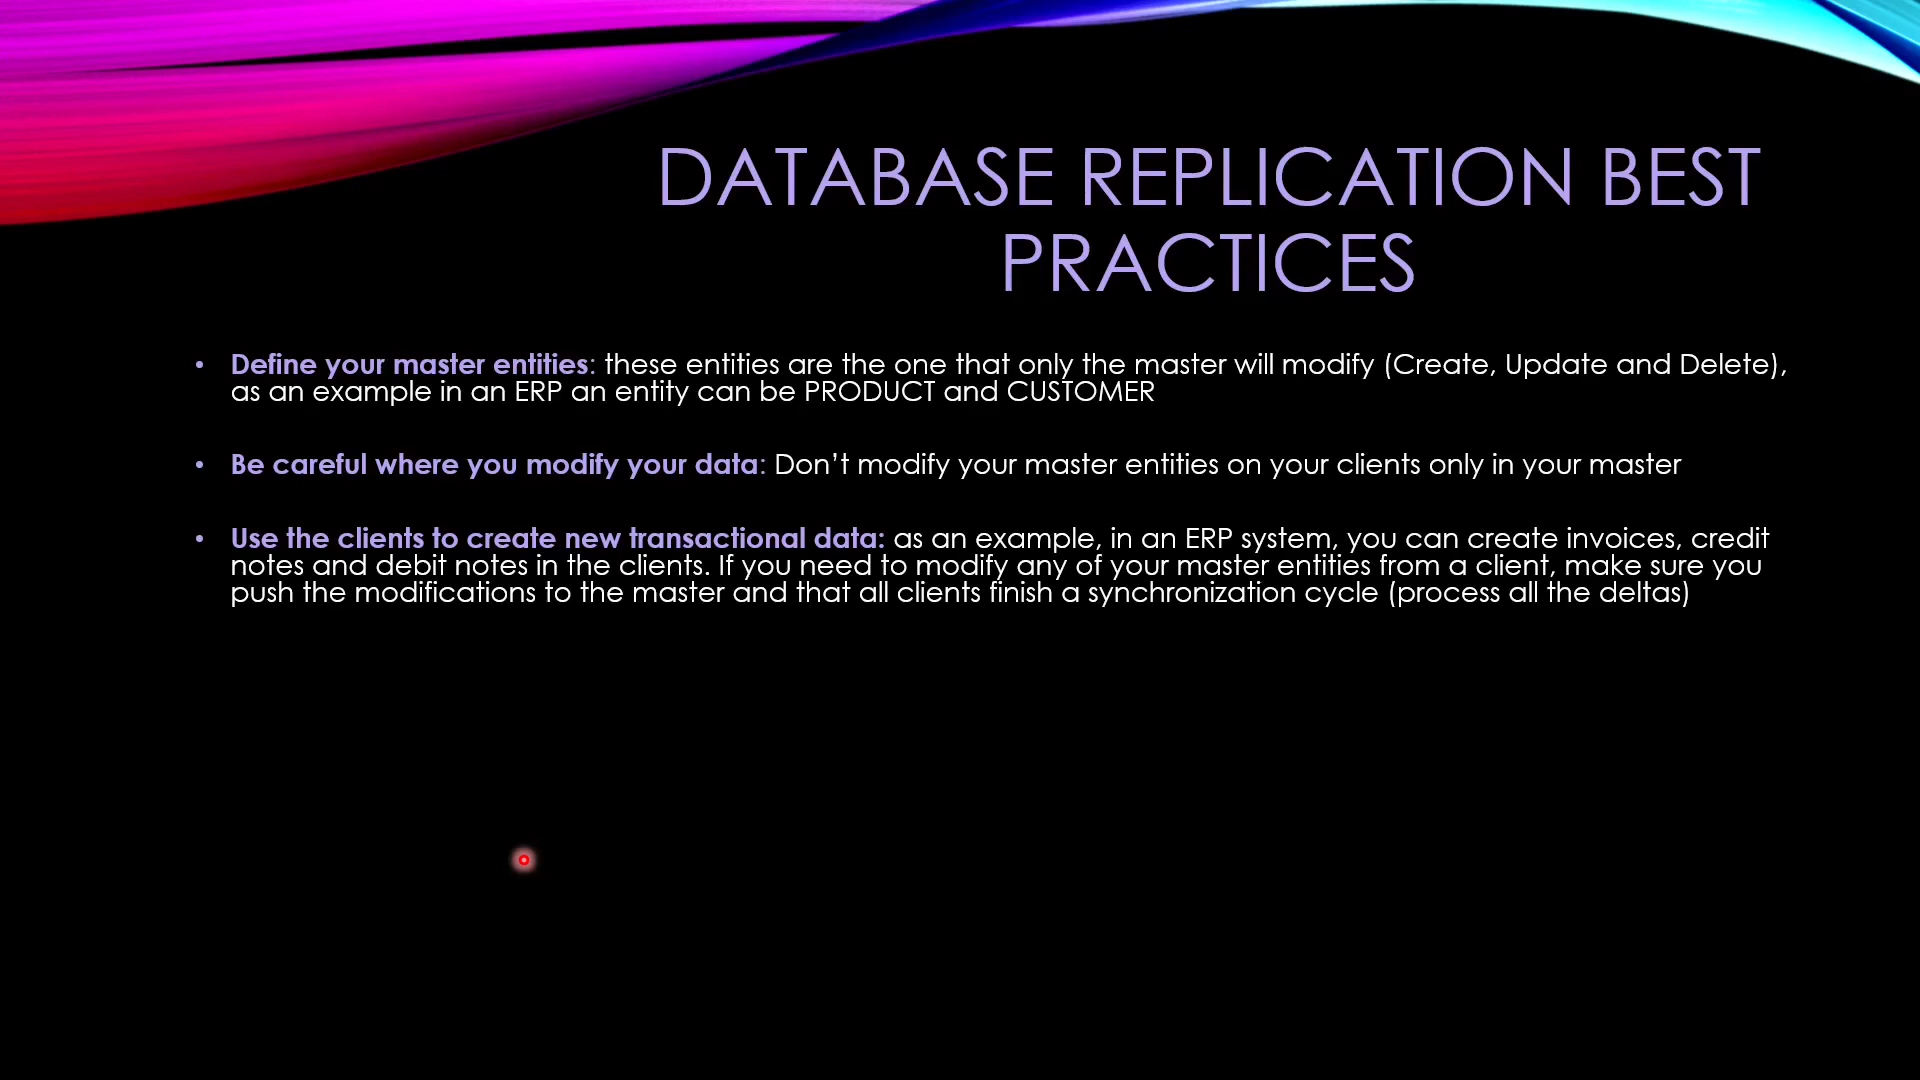 DATABASE REPLICATION BEST
PRACTICES
• Define your master entities: these entities are the one that only the master will modify (Create, Update and Delete),
as an example in an ERP an entity can be PRODUCT and CUSTOMER
• Be careful where you modify your data: Don’t modify your master entities on your clients only in your master
• Use the clients to create new transactional data: as an example, in an ERP system, you can create invoices, credit
notes and debit notes in the clients. If you need to modify any of your master entities from a client, make sure you
push the modifications to the master and that all clients finish a synchronization cycle (process all the deltas)